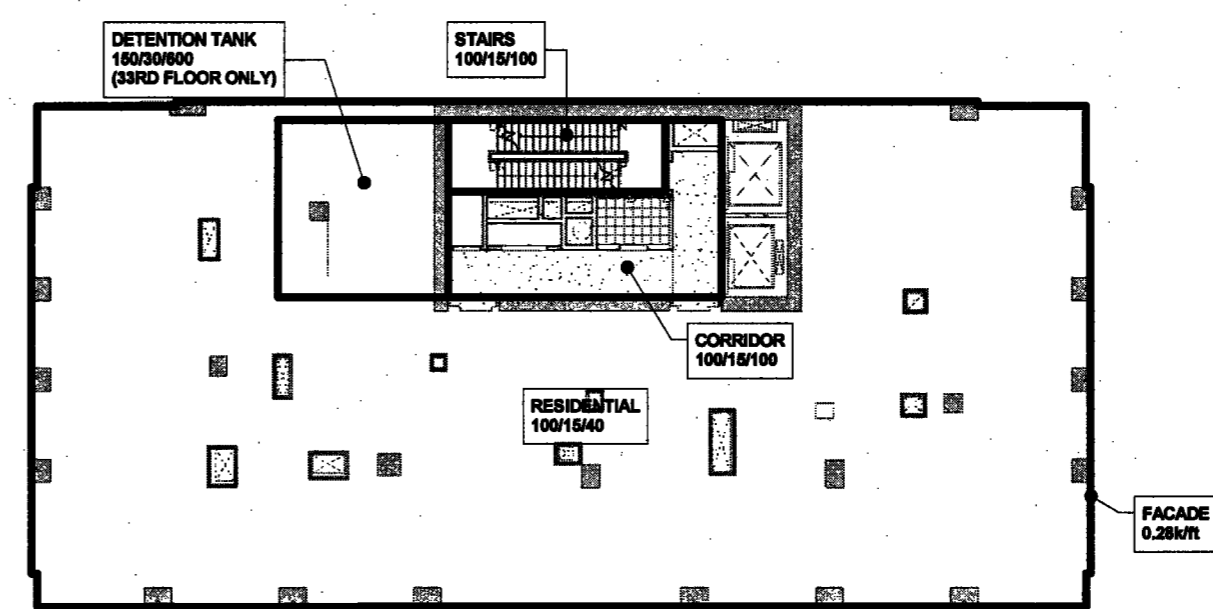 DETENTION TANK
150/30/600
(33RD FLOOR ONLY)
STAIRS
100/15/100
CORRIDOR
100/15/100
RESIDENTIAL
100/15/40
FACADE
0.28k/ft